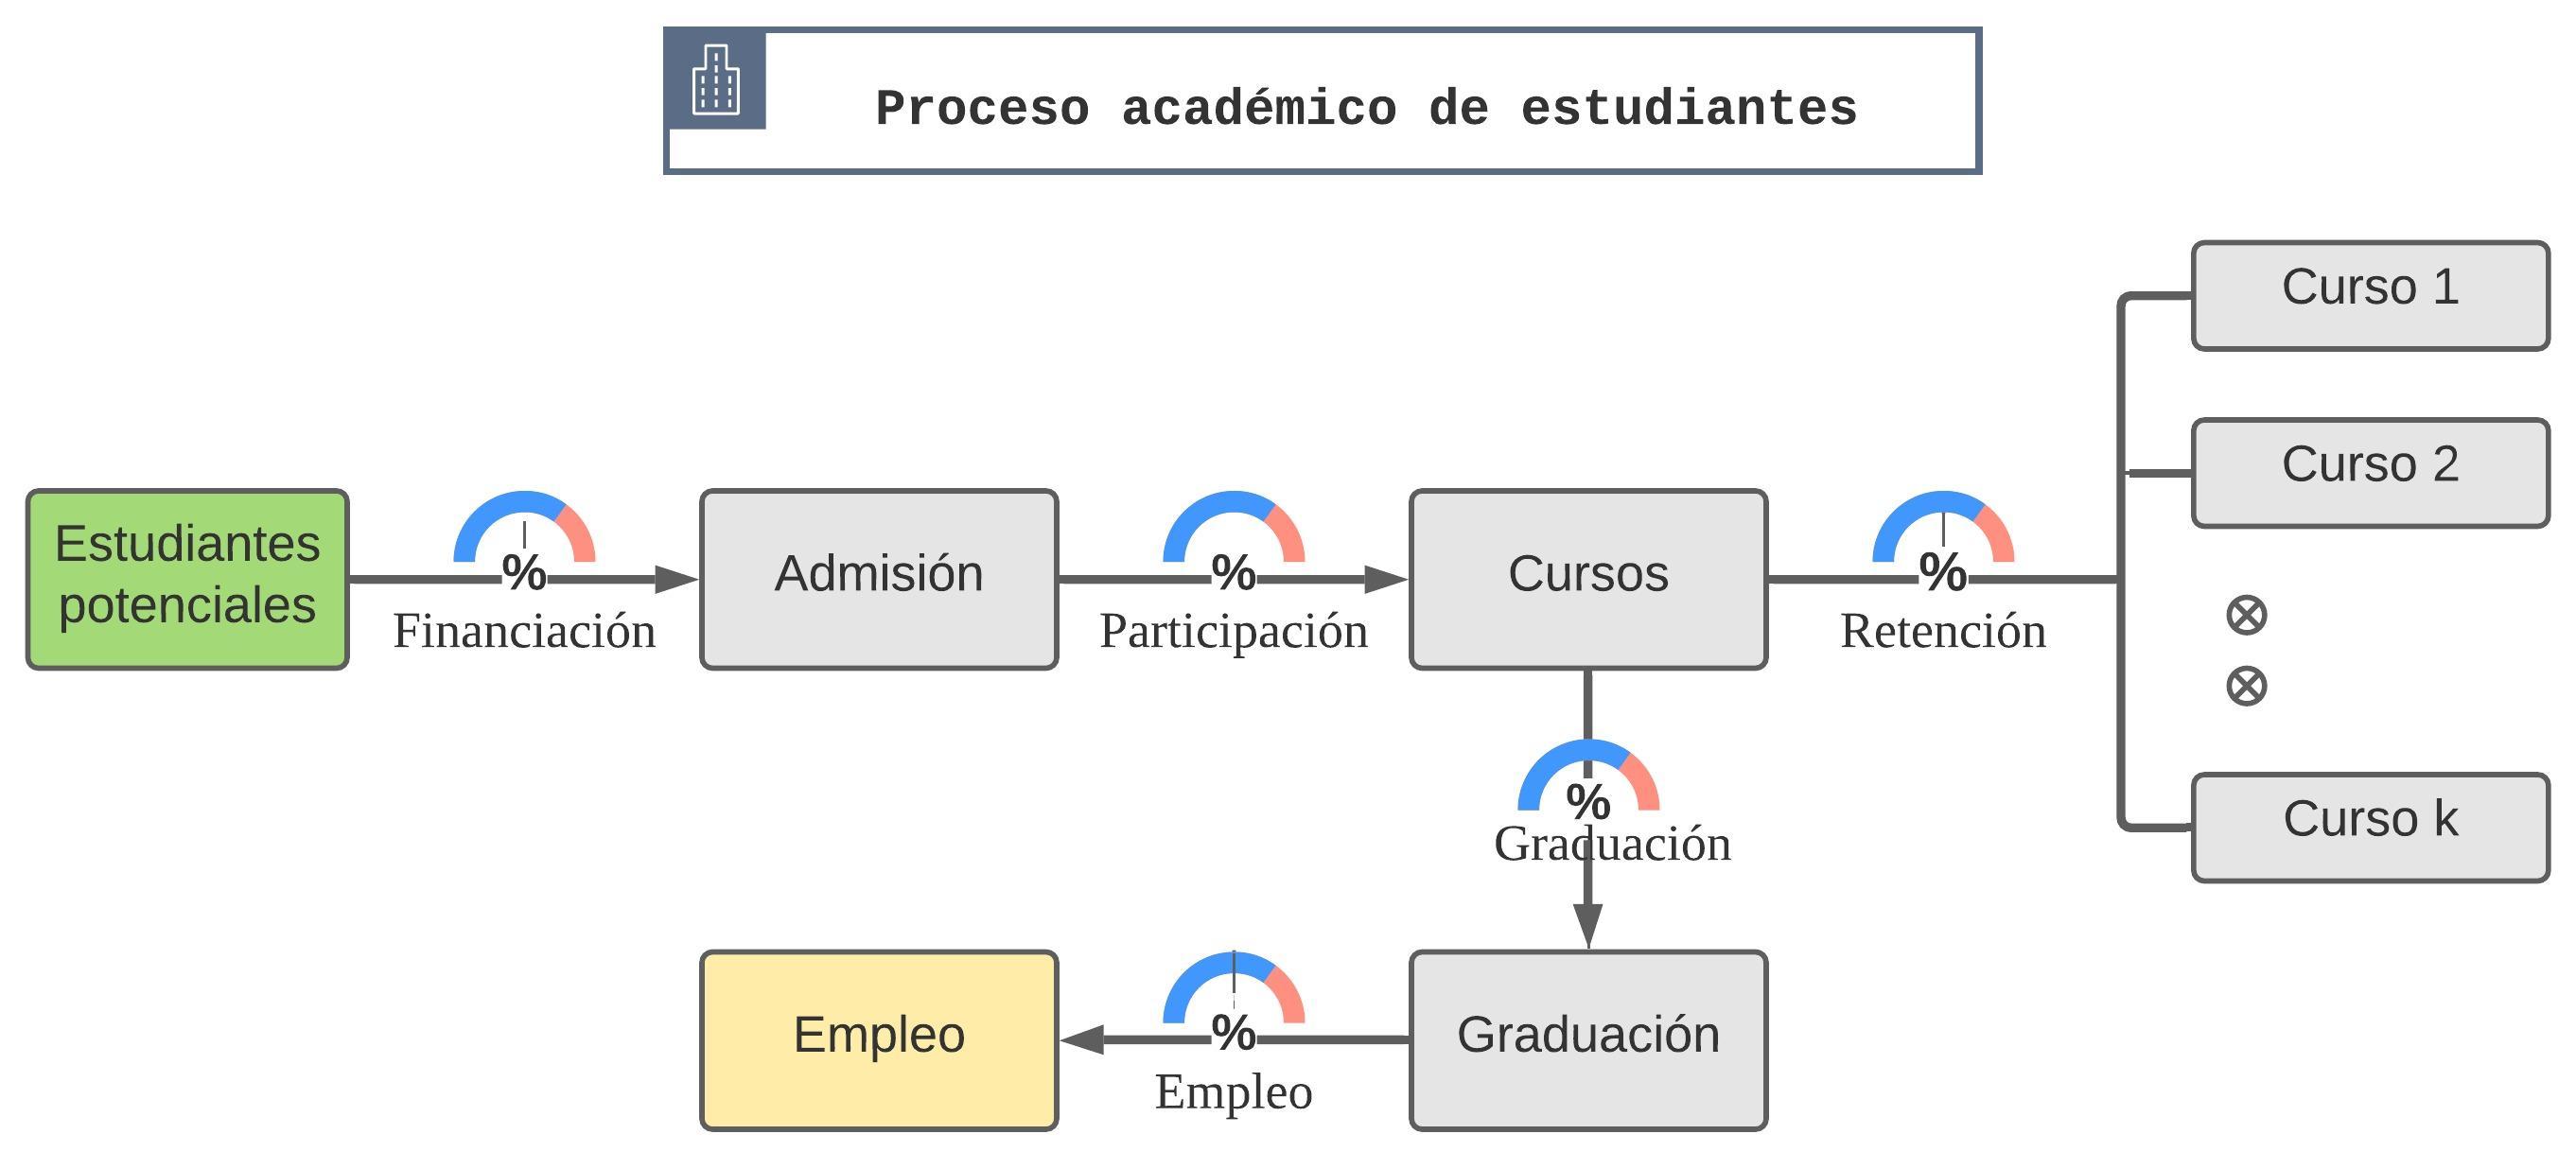 Proceso académico de estudiantes
Curso 1
Curso 2
Estudiantes
potenciales
%
Financiación
Admisión
%
Participación
Cursos
%
Retención
%
Graduación
Curso k
Empleo
%
Empleo
Graduación